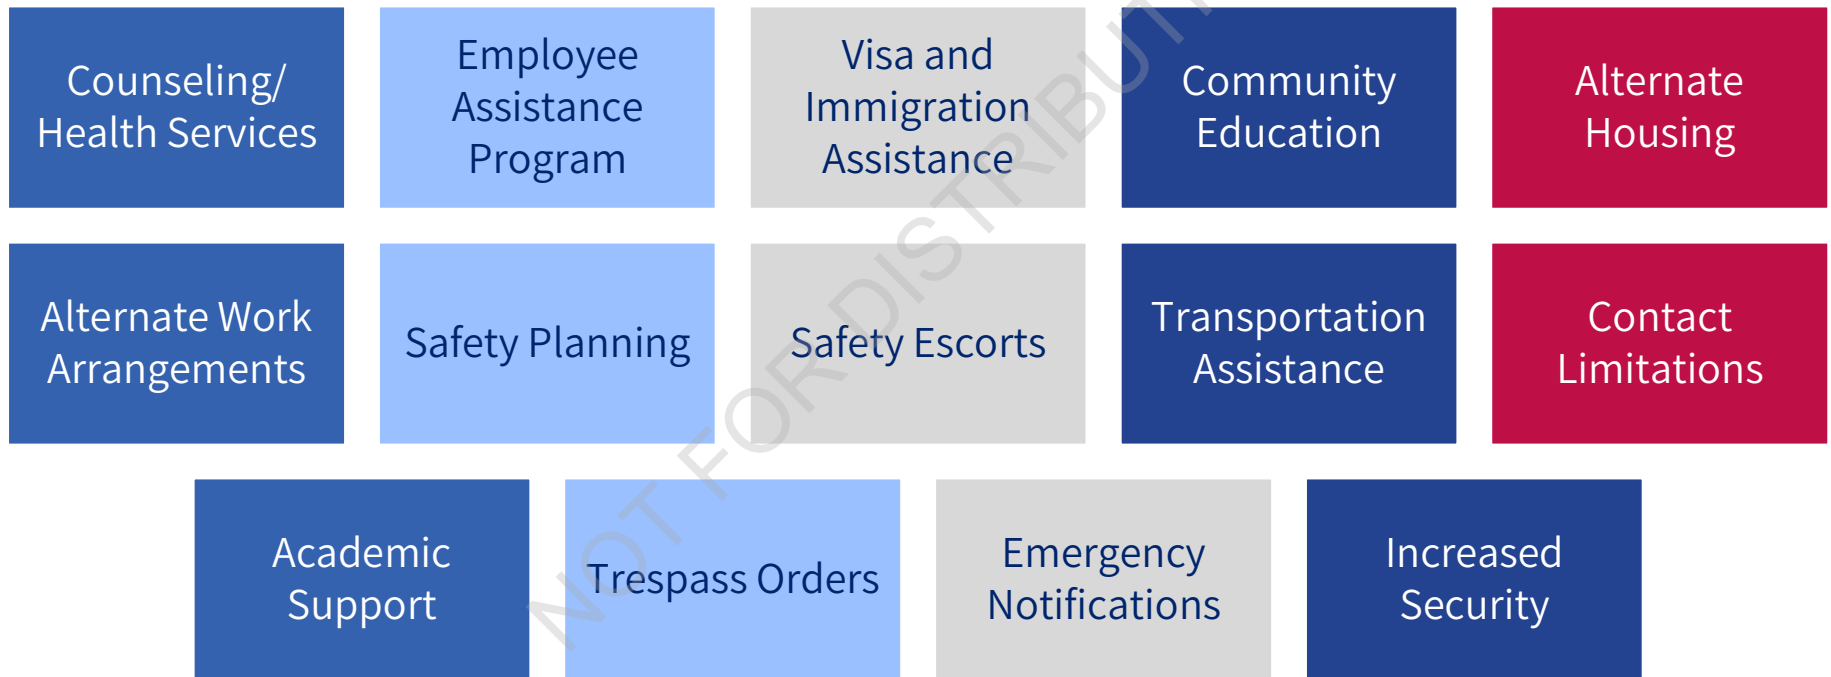 Counseling/
Health Services
Employee
Assistance
Program
Visa and
Immigration
Assistance
Community
Education
Alternate
Housing
Alternate Work
Arrangements
Safety Planning
Safety Escorts
Transportation
Assistance
Contact
Limitations
Academic
Support
Trespass Orders
Emergency
Notifications
Increased
Security
NOT FOR DISTRIBUTI